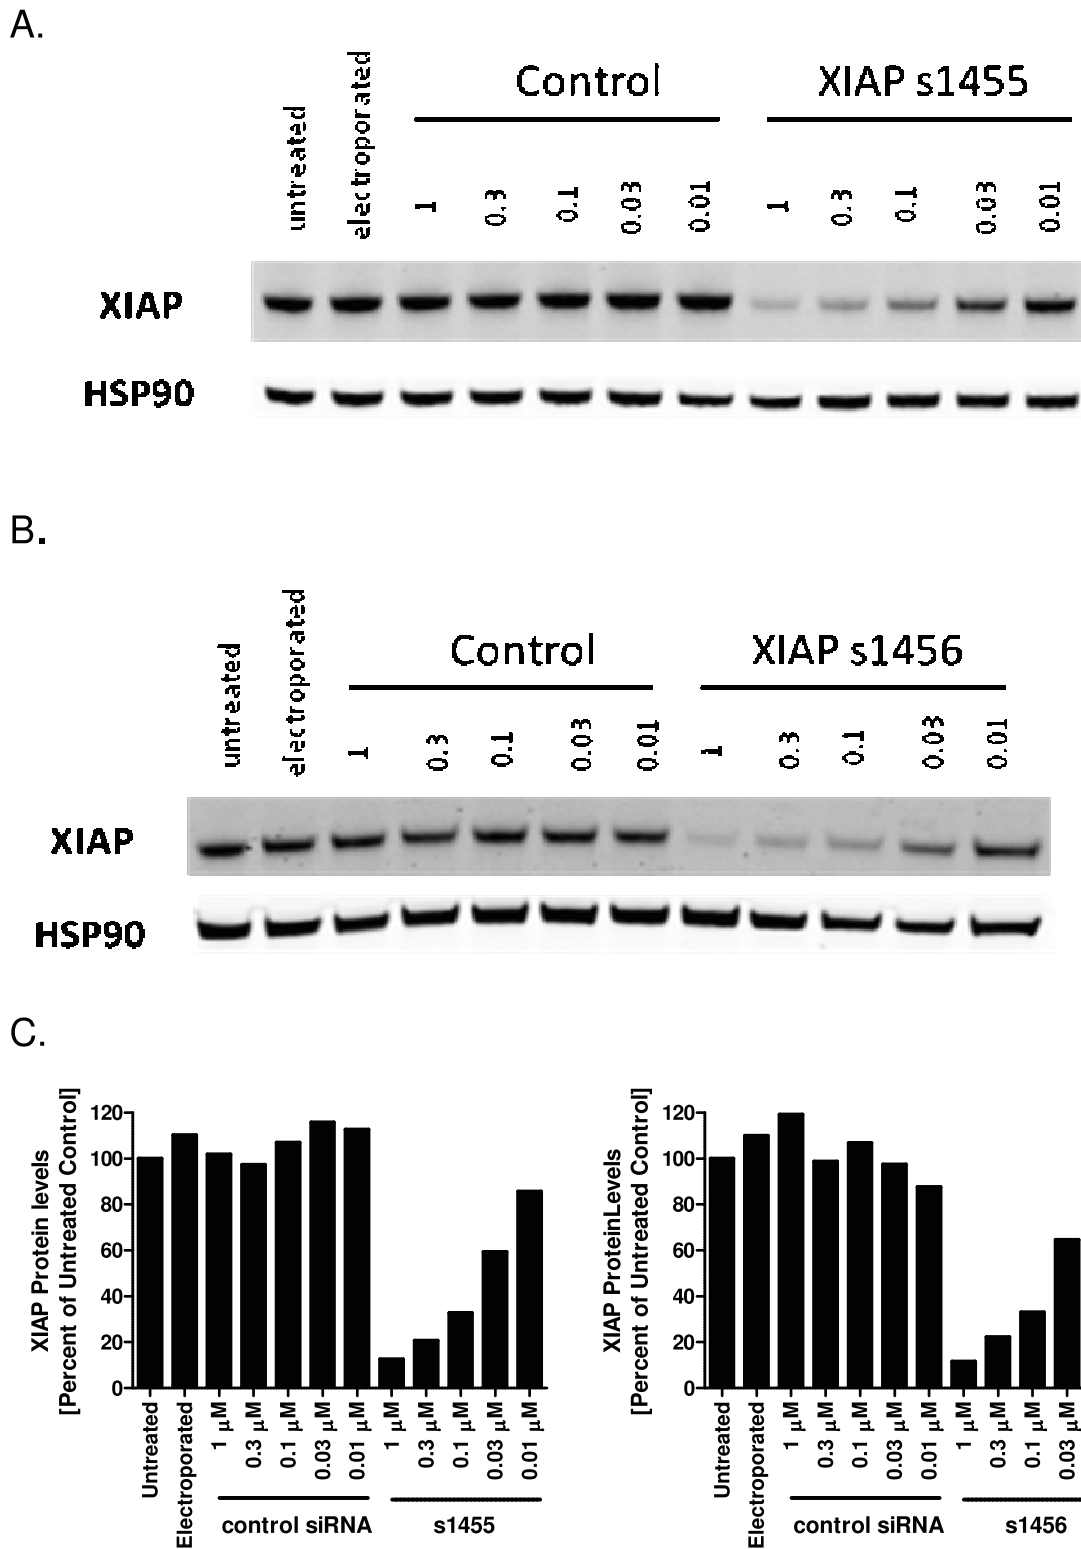 A.
untreated
electroporated
Control
XIAP s1455
1
0.3
0.1
0.03
0.01
1
0.3
0.1
0.03
0.01
XIAP
HSP90
B.
untreated
electroporated
Control
XIAP s1456
1
0.3
0.1
0.03
0.01
1
0.3
0.1
0.03
0.01
XIAP
HSP90
C.
XIAP Protein levels
[Percent of Untreated Control]
120
100
80
60
40
20
0
Untreated
Electroporated
1 µM
0.3 µM
0.1 µM
0.03 µM
0.01 µM
1 µM
0.3 µM
0.1 µM
0.03 µM
0.01 µM
control siRNA
s1455
XIAP ProteinLevels
[Percent of Untreated Control]
120
100
80
60
40
20
0
Untreated
Electroporated
1 µM
0.3 µM
0.1 µM
0.03 µM
0.01 µM
1 µM
0.3 µM
0.1 µM
0.03 µM
control siRNA
s1456